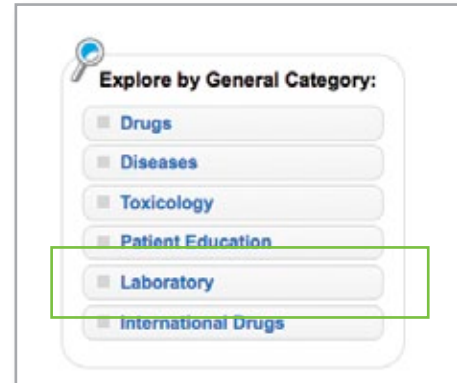 Explore by General Category:
Drugs
Diseases
Toxicology
Patient Education
Laboratory
International Drugs